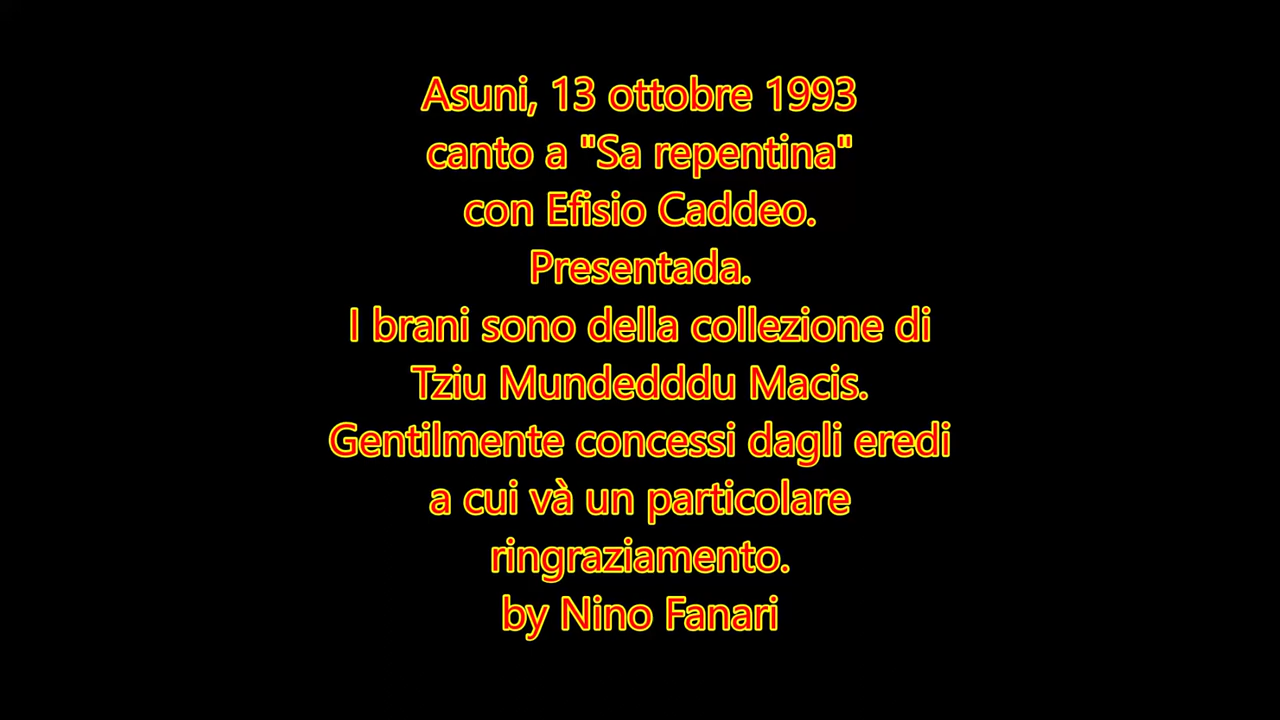 Asuni, 13 ottobre 1993
canto a "Sa repentina"
con Efisio Caddeo.
Presentada.
I brani sono della collezione di
Tziu Mundedddu Macis.
Gentilmente concessi dagli eredi
a cui và un particolare
ringraziamento.
by Nino Fanari